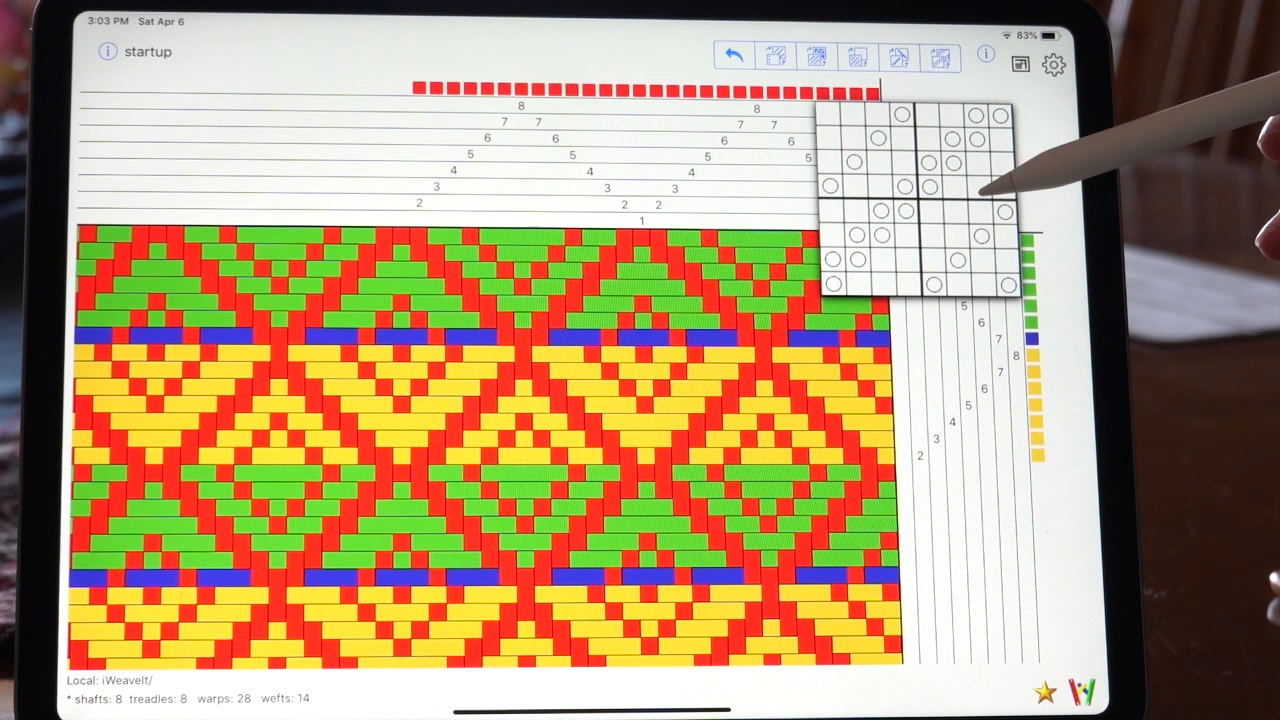 3:03 PM Sat Apr 6
83%
startup
8 8
7 7 7 7
6 6 6 6
5 5 5 5
4 4 4
3 3 3
2 2 2
1
5
6
7
8
7
6
5
4
3
2
Local: iWeaveIt/
* shafts: 8 treadles: 8 warps: 28 wefts: 14